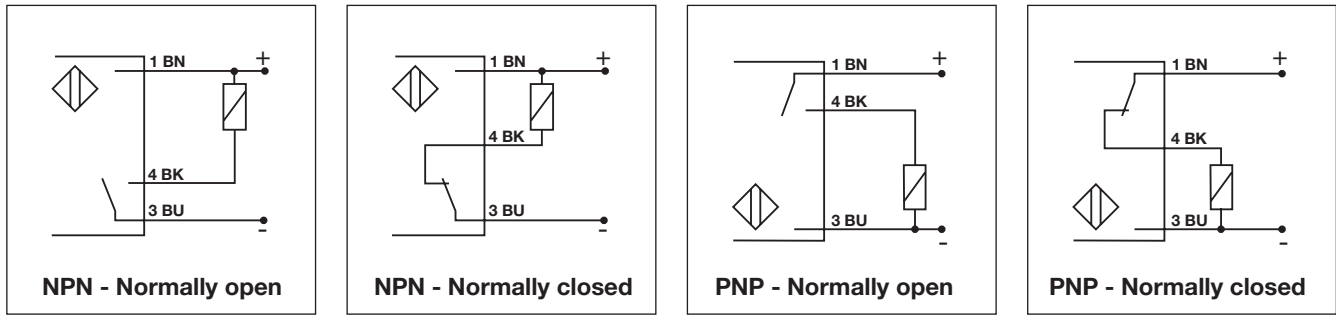 1 BN
+
4 BK
3 BU
-
NPN - Normally open
1 BN
+
4 BK
3 BU
-
NPN - Normally closed
1 BN
+
4 BK
3 BU
-
PNP - Normally open
1 BN
+
4 BK
3 BU
-
PNP - Normally closed